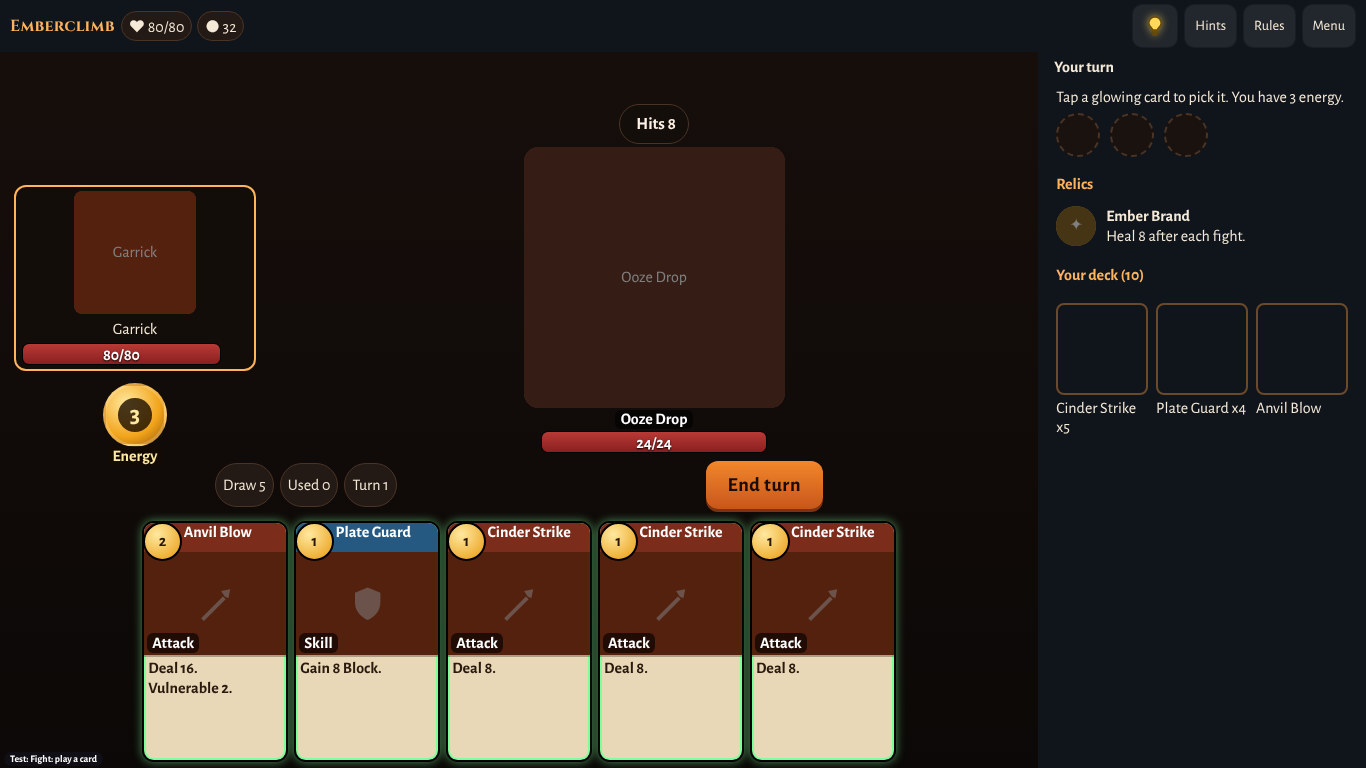 Emberclimb
80/80
32
Hints
Rules
Menu
Your turn
Tap a glowing card to pick it. You have 3 energy.
Relics
Ember Brand
Heal 8 after each fight.
Your deck (10)
Cinder Strike x5
Plate Guard x4
Anvil Blow
Hits 8
Garrick
Garrick
80/80
3
Energy
Ooze Drop
Ooze Drop
24/24
Draw 5
Used 0
Turn 1
End turn
2
Anvil Blow
Attack
Deal 16.
Vulnerable 2.
1
Plate Guard
Skill
Gain 8 Block.
1
Cinder Strike
Attack
Deal 8.
1
Cinder Strike
Attack
Deal 8.
1
Cinder Strike
Attack
Deal 8.
Test: Fight: play a card